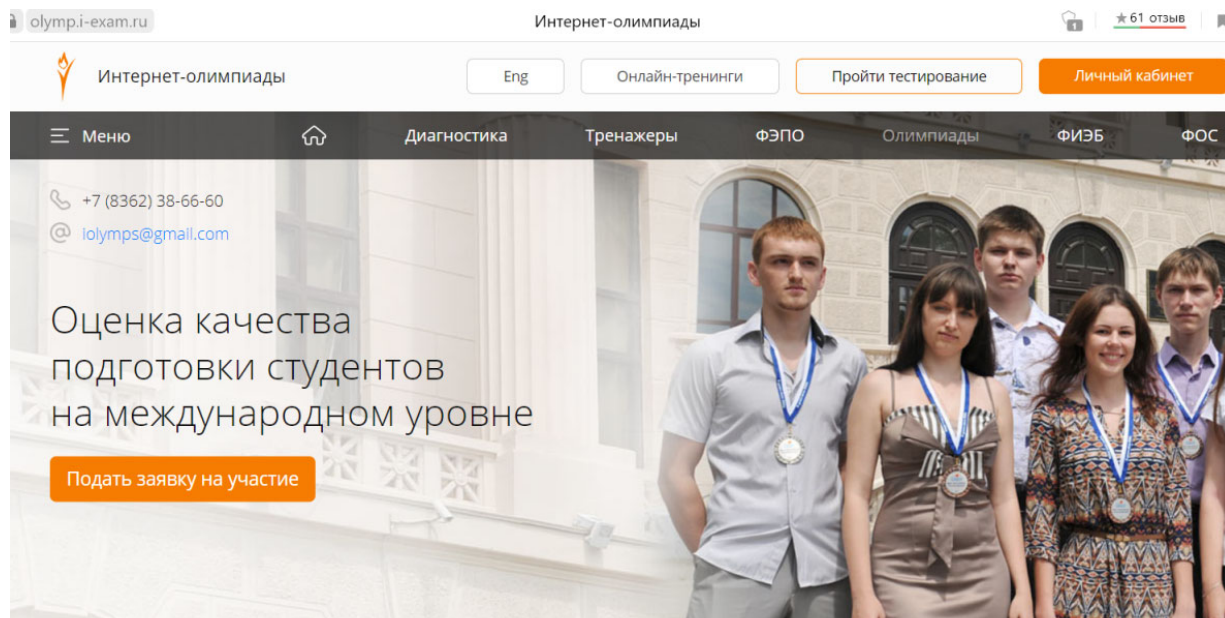 olymp.i-exam.ru Интернет-олимпиады 1 ★ 61 отзыв
Интернет-олимпиады Eng Онлайн-тренинги Пройти тестирование Личный кабинет
Меню Диагностика Тренажеры ФЭПО Олимпиады ФИЭБ ФОС
+7 (8362) 38-66-60
iolymps@gmail.com
Оценка качества
подготовки студентов
на международном уровне
Подать заявку на участие